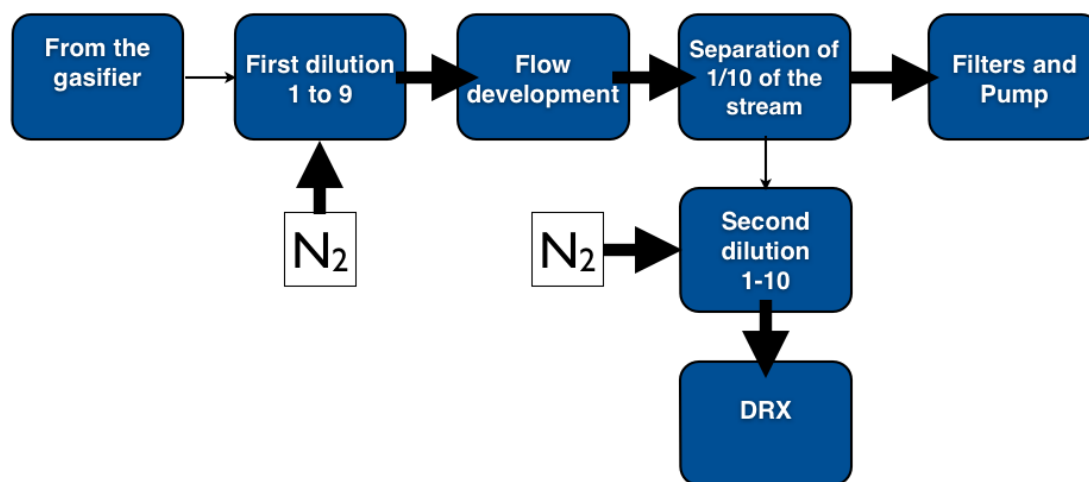 From the
gasifier
First dilution
1 to 9
Flow
development
Separation of
1/10 of the
stream
Filters and
Pump
N₂
N₂
Second
dilution
1-10
DRX